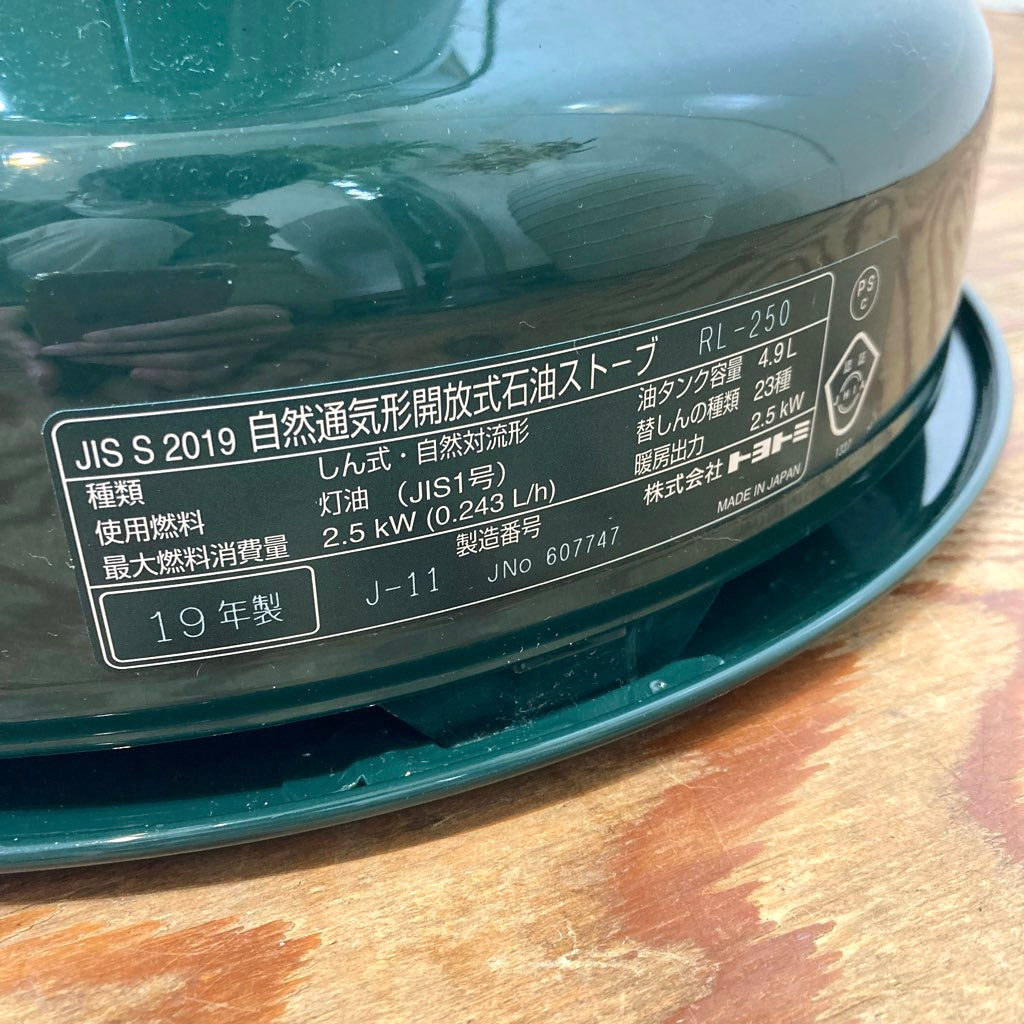 JIS S 2019 自然通気形開放式石油ストーブ RL-250
種類 しん式・自然対流形
使用燃料 灯油 (JIS1号)
最大燃料消費量 2.5 kW (0.243 L/h)
油タンク容量 4.9L
替しんの種類 23種
暖房出力 2.5 kW
19年製 J-11
製造番号
JNo 607747
株式会社 トヨトミ
MADE IN JAPAN
PS
C
認証
JHIA